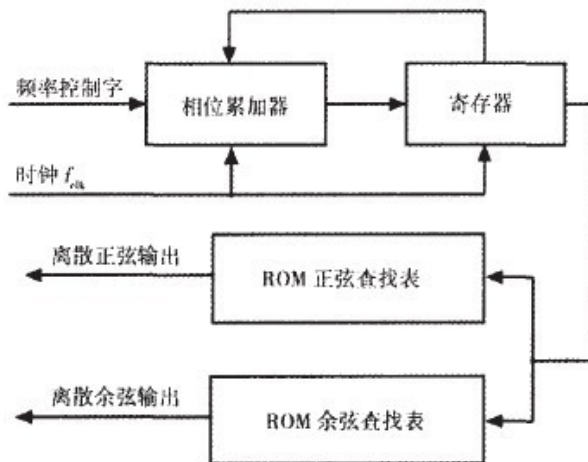 频率控制字
相位累加器
寄存器
时钟 f_clk
离散正弦输出
ROM 正弦查找表
离散余弦输出
ROM 余弦查找表